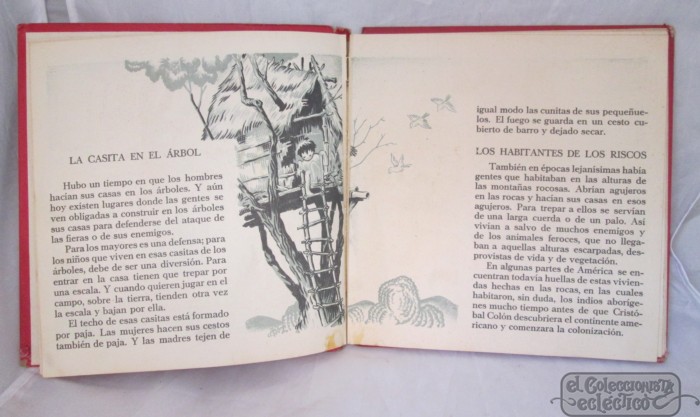 LA CASITA EN EL ÁRBOL
Hubo un tiempo en que los hombres
hacían sus casas en los árboles. Y aún
hoy existen lugares donde las gentes se
ven obligadas a construir en los árboles
sus casas para defenderse del ataque de
las fieras o de sus enemigos.
Para los mayores es una defensa; para
los niños que viven en esas casitas de los
árboles, debe de ser una diversión. Para
entrar en la casa tienen que trepar por
una escala. Y cuando quieren jugar en el
campo, sobre la tierra, tienden otra vez
la escala y bajan por ella.
El techo de esas casitas está formado
por paja. Las mujeres hacen sus cestos
también de paja. Y las madres tejen de
igual modo las cunitas de sus pequeñue-
los. El fuego se guarda en un cesto cu-
bierto de barro y dejado secar.
LOS HABITANTES DE LOS RISCOS
También en épocas lejanísimas había
gentes que habitaban en las alturas de
las montañas rocosas. Abrían agujeros
en las rocas y hacían sus casas en esos
agujeros. Para trepar a ellos se servían
de una larga cuerda o de un palo. Así
vivían a salvo de muchos enemigos y
de animales feroces, que no llega-
ban a aquellas alturas escarpadas, des-
provistas de vida y de vegetación.
En algunas partes de América se en-
cuentran todavía huellas de estas vivien-
das hechas en las rocas, en las cuales
habitaron, sin duda, los indios aboríge-
nes mucho tiempo antes de que Cristó-
bal Colón descubriera el continente ame-
ricano y comenzara la colonización.
el Coleccionista
ecléctico